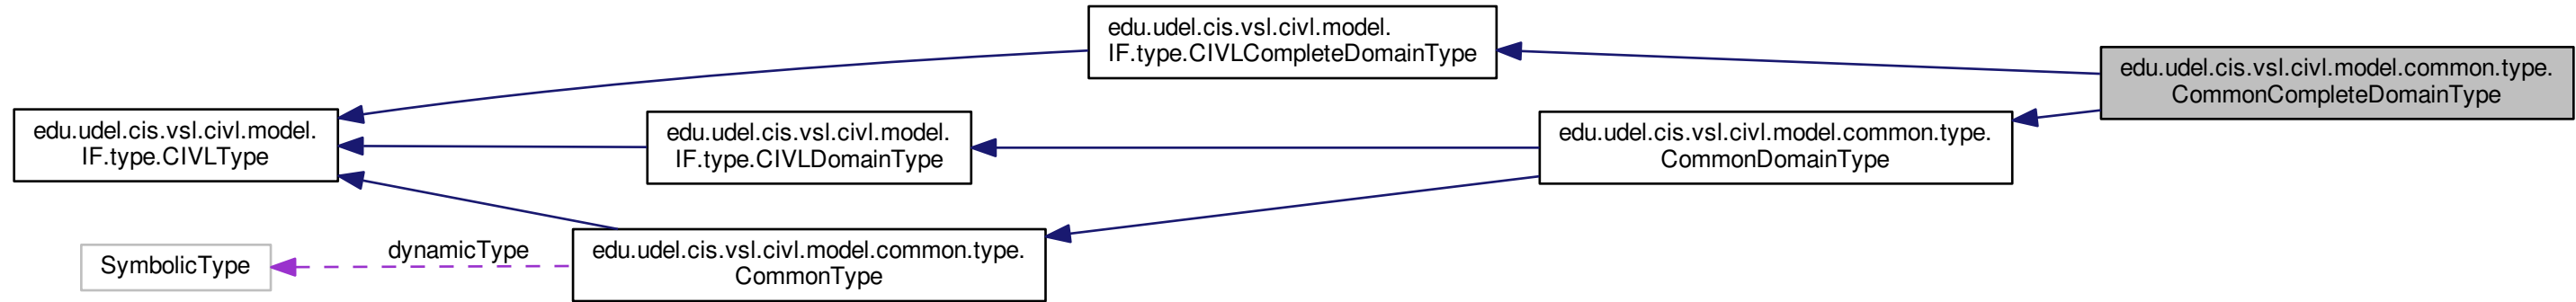 edu.udel.cis.vsl.civl.model.
IF.type.CIVLCompleteDomainType
edu.udel.cis.vsl.civl.model.common.type.
CommonCompleteDomainType
edu.udel.cis.vsl.civl.model.
IF.type.CIVLType
edu.udel.cis.vsl.civl.model.
IF.type.CIVLDomainType
edu.udel.cis.vsl.civl.model.common.type.
CommonDomainType
SymbolicType
dynamicType
edu.udel.cis.vsl.civl.model.common.type.
CommonType